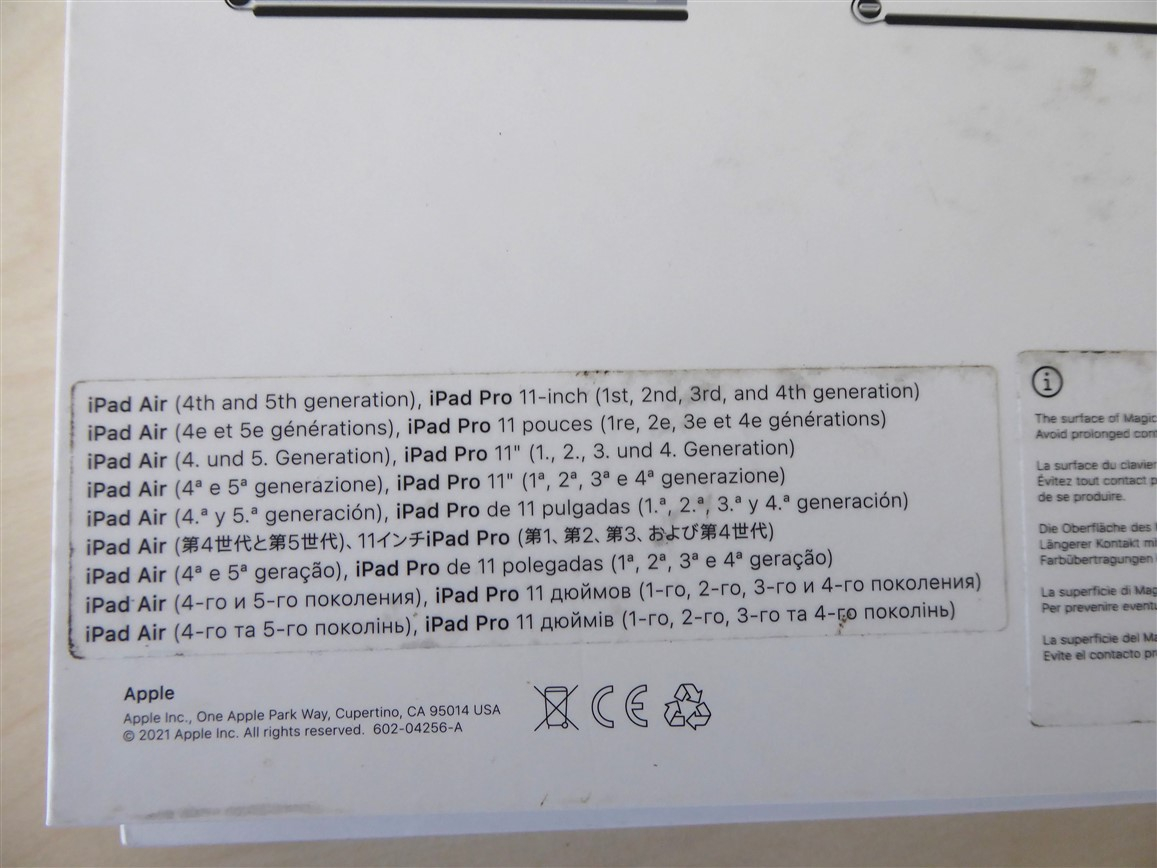 iPad Air (4th and 5th generation), iPad Pro 11-inch (1st, 2nd, 3rd, and 4th generation)
iPad Air (4e et 5e générations), iPad Pro 11 pouces (1re, 2e, 3e et 4e générations)
iPad Air (4. und 5. Generation), iPad Pro 11" (1., 2., 3. und 4. Generation)
iPad Air (4ª e 5ª generazione), iPad Pro 11" (1ª, 2ª, 3ª e 4ª generazione)
iPad Air (4.ª y 5.ª generación), iPad Pro de 11 pulgadas (1.ª, 2.ª, 3.ª y 4.ª generación)
iPad Air (第4世代と第5世代)、11インチiPad Pro (第1、第2、第3、および第4世代)
iPad Air (4ª e 5ª geração), iPad Pro de 11 polegadas (1ª, 2ª, 3ª e 4ª geração)
iPad Air (4-го и 5-го поколения), iPad Pro 11 дюймов (1-го, 2-го, 3-го и 4-го поколения)
iPad Air (4-го та 5-го поколінь), iPad Pro 11 дюймів (1-го, 2-го, 3-го та 4-го поколінь)
Apple
Apple Inc., One Apple Park Way, Cupertino, CA 95014 USA
© 2021 Apple Inc. All rights reserved. 602-04256-A
CE
The surface of Magic
Avoid prolonged
La surface du clavier
Évitez tout contact
de se produire.
Die Oberfläche des
Längerer Kontakt
Farbübertragungen
La superficie di
Per prevenire
La superficie del
Evite el contacto